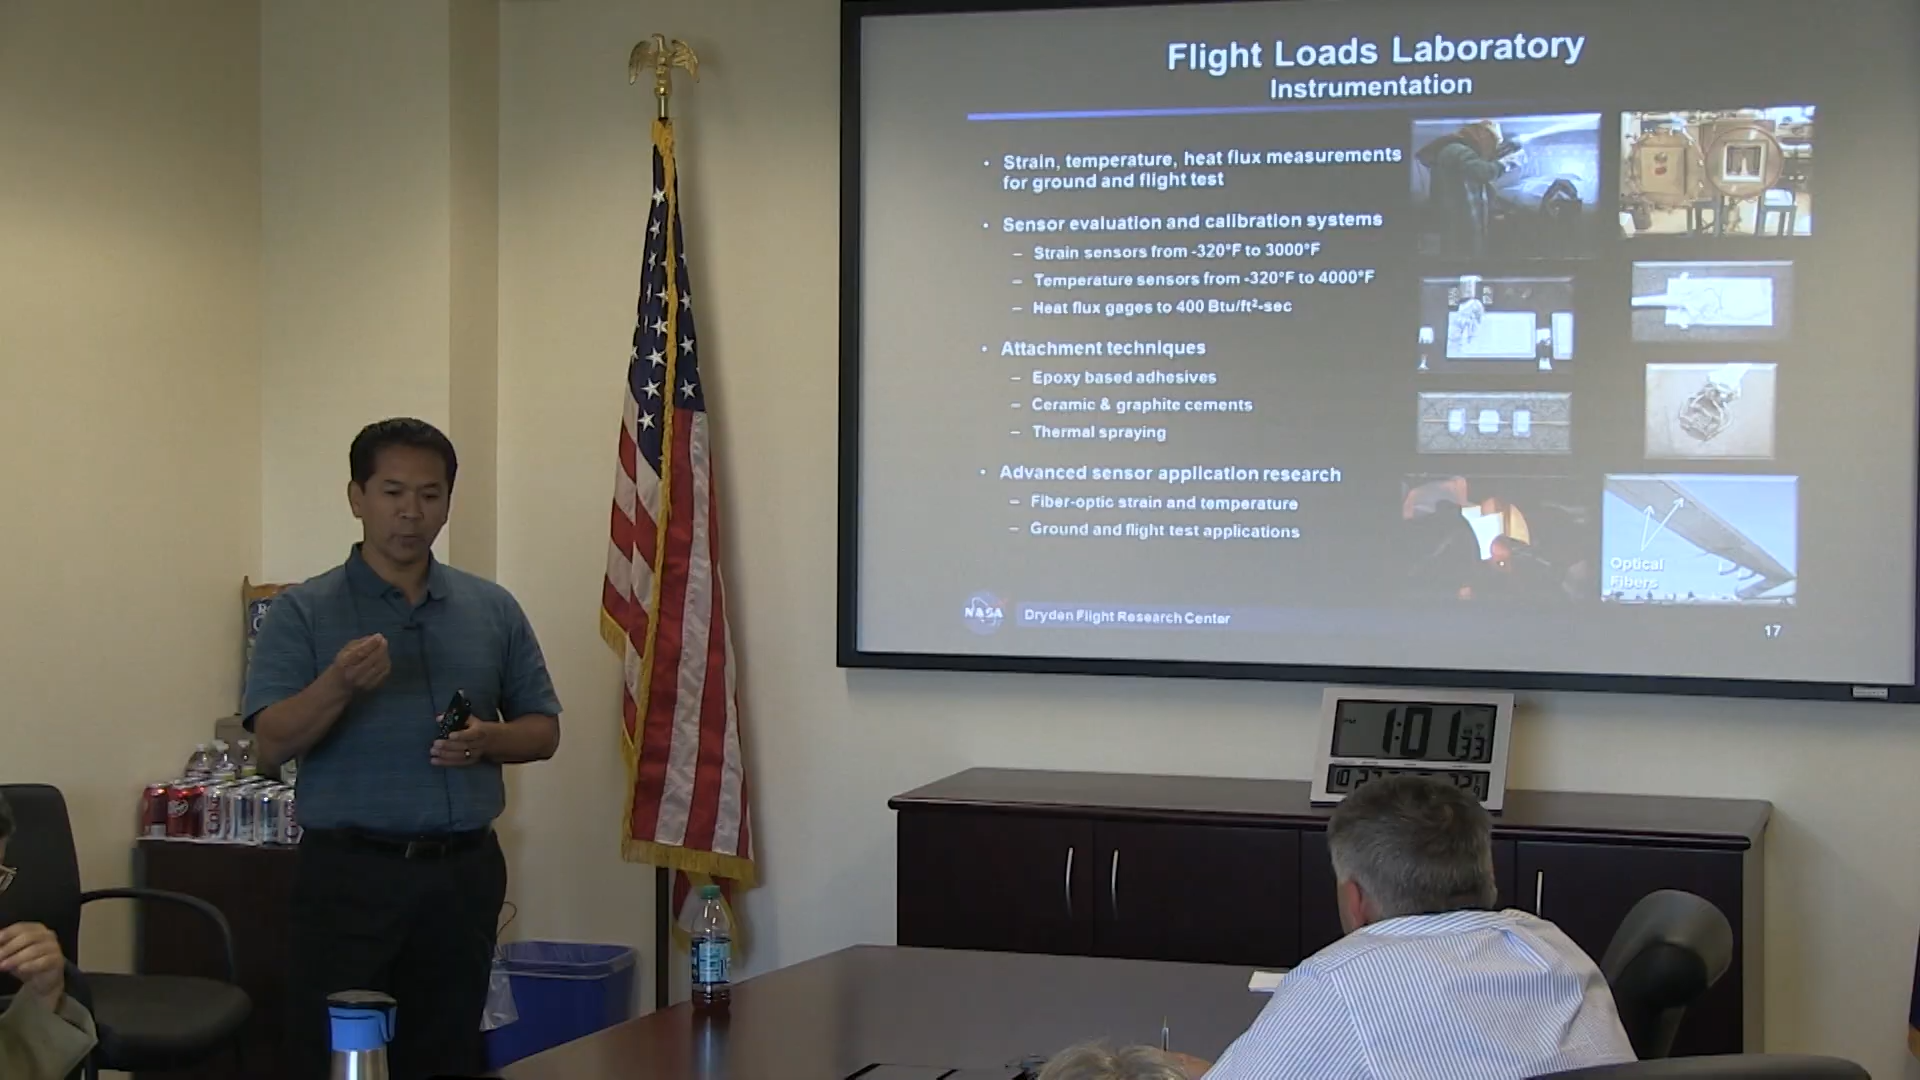 Flight Loads Laboratory
Instrumentation
• Strain, temperature, heat flux measurements
for ground and flight test
• Sensor evaluation and calibration systems
– Strain sensors from -320°F to 3000°F
– Temperature sensors from -320°F to 4000°F
– Heat flux gages to 400 Btu/ft²-sec
• Attachment techniques
– Epoxy based adhesives
– Ceramic & graphite cements
– Thermal spraying
• Advanced sensor application research
– Fiber-optic strain and temperature
– Ground and flight test applications
Optical
Fibers
NASA
Dryden Flight Research Center
17
1:01 33